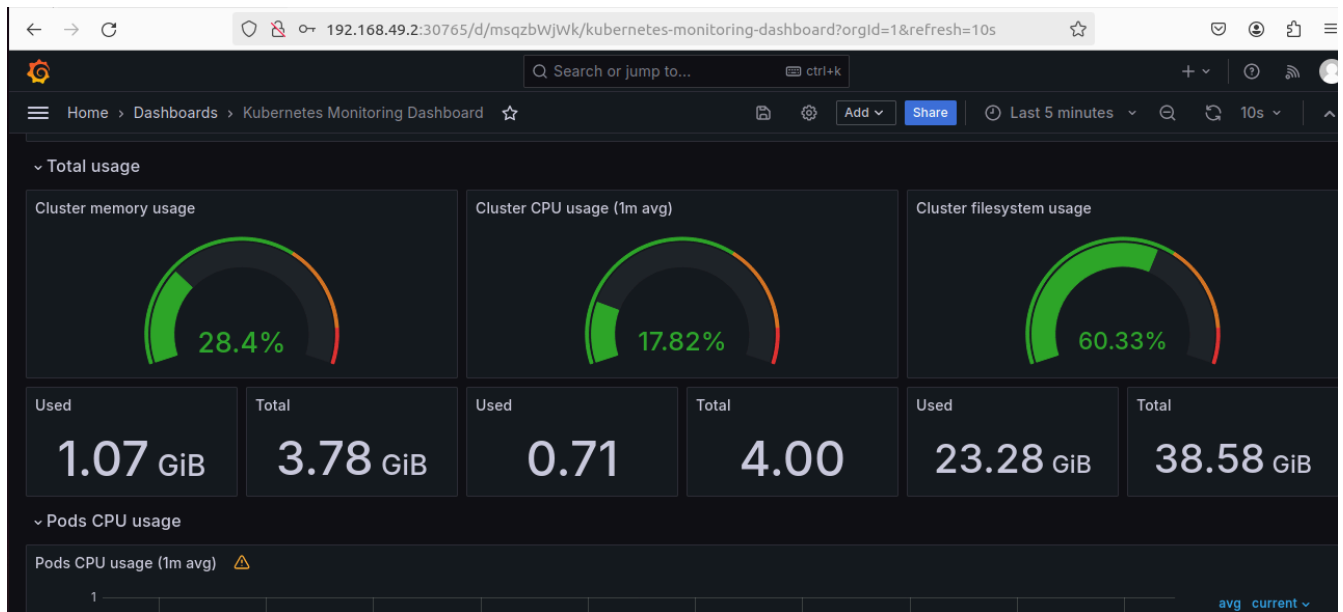 192.168.49.2:30765/d/msqzbWjWk/kubernetes-monitoring-dashboard?orgId=1&refresh=10s
Search or jump to... ctrl+k
Home › Dashboards › Kubernetes Monitoring Dashboard Add Share Last 5 minutes 10s
Total usage
Cluster memory usage
28.4%
Cluster CPU usage (1m avg)
17.82%
Cluster filesystem usage
60.33%
Used
1.07 GiB
Total
3.78 GiB
Used
0.71
Total
4.00
Used
23.28 GiB
Total
38.58 GiB
Pods CPU usage
Pods CPU usage (1m avg)
1
avg current